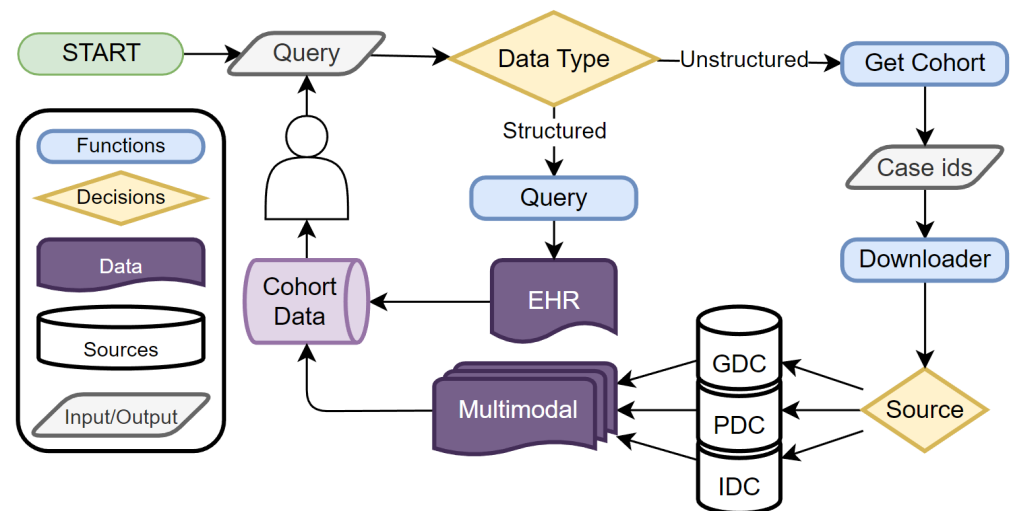 START
Query
Data Type
Unstructured
Get Cohort
Structured
Functions
Query
Case ids
Decisions
Data
Cohort
Data
EHR
Downloader
Sources
GDC
Multimodal
PDC
Source
Input/Output
IDC